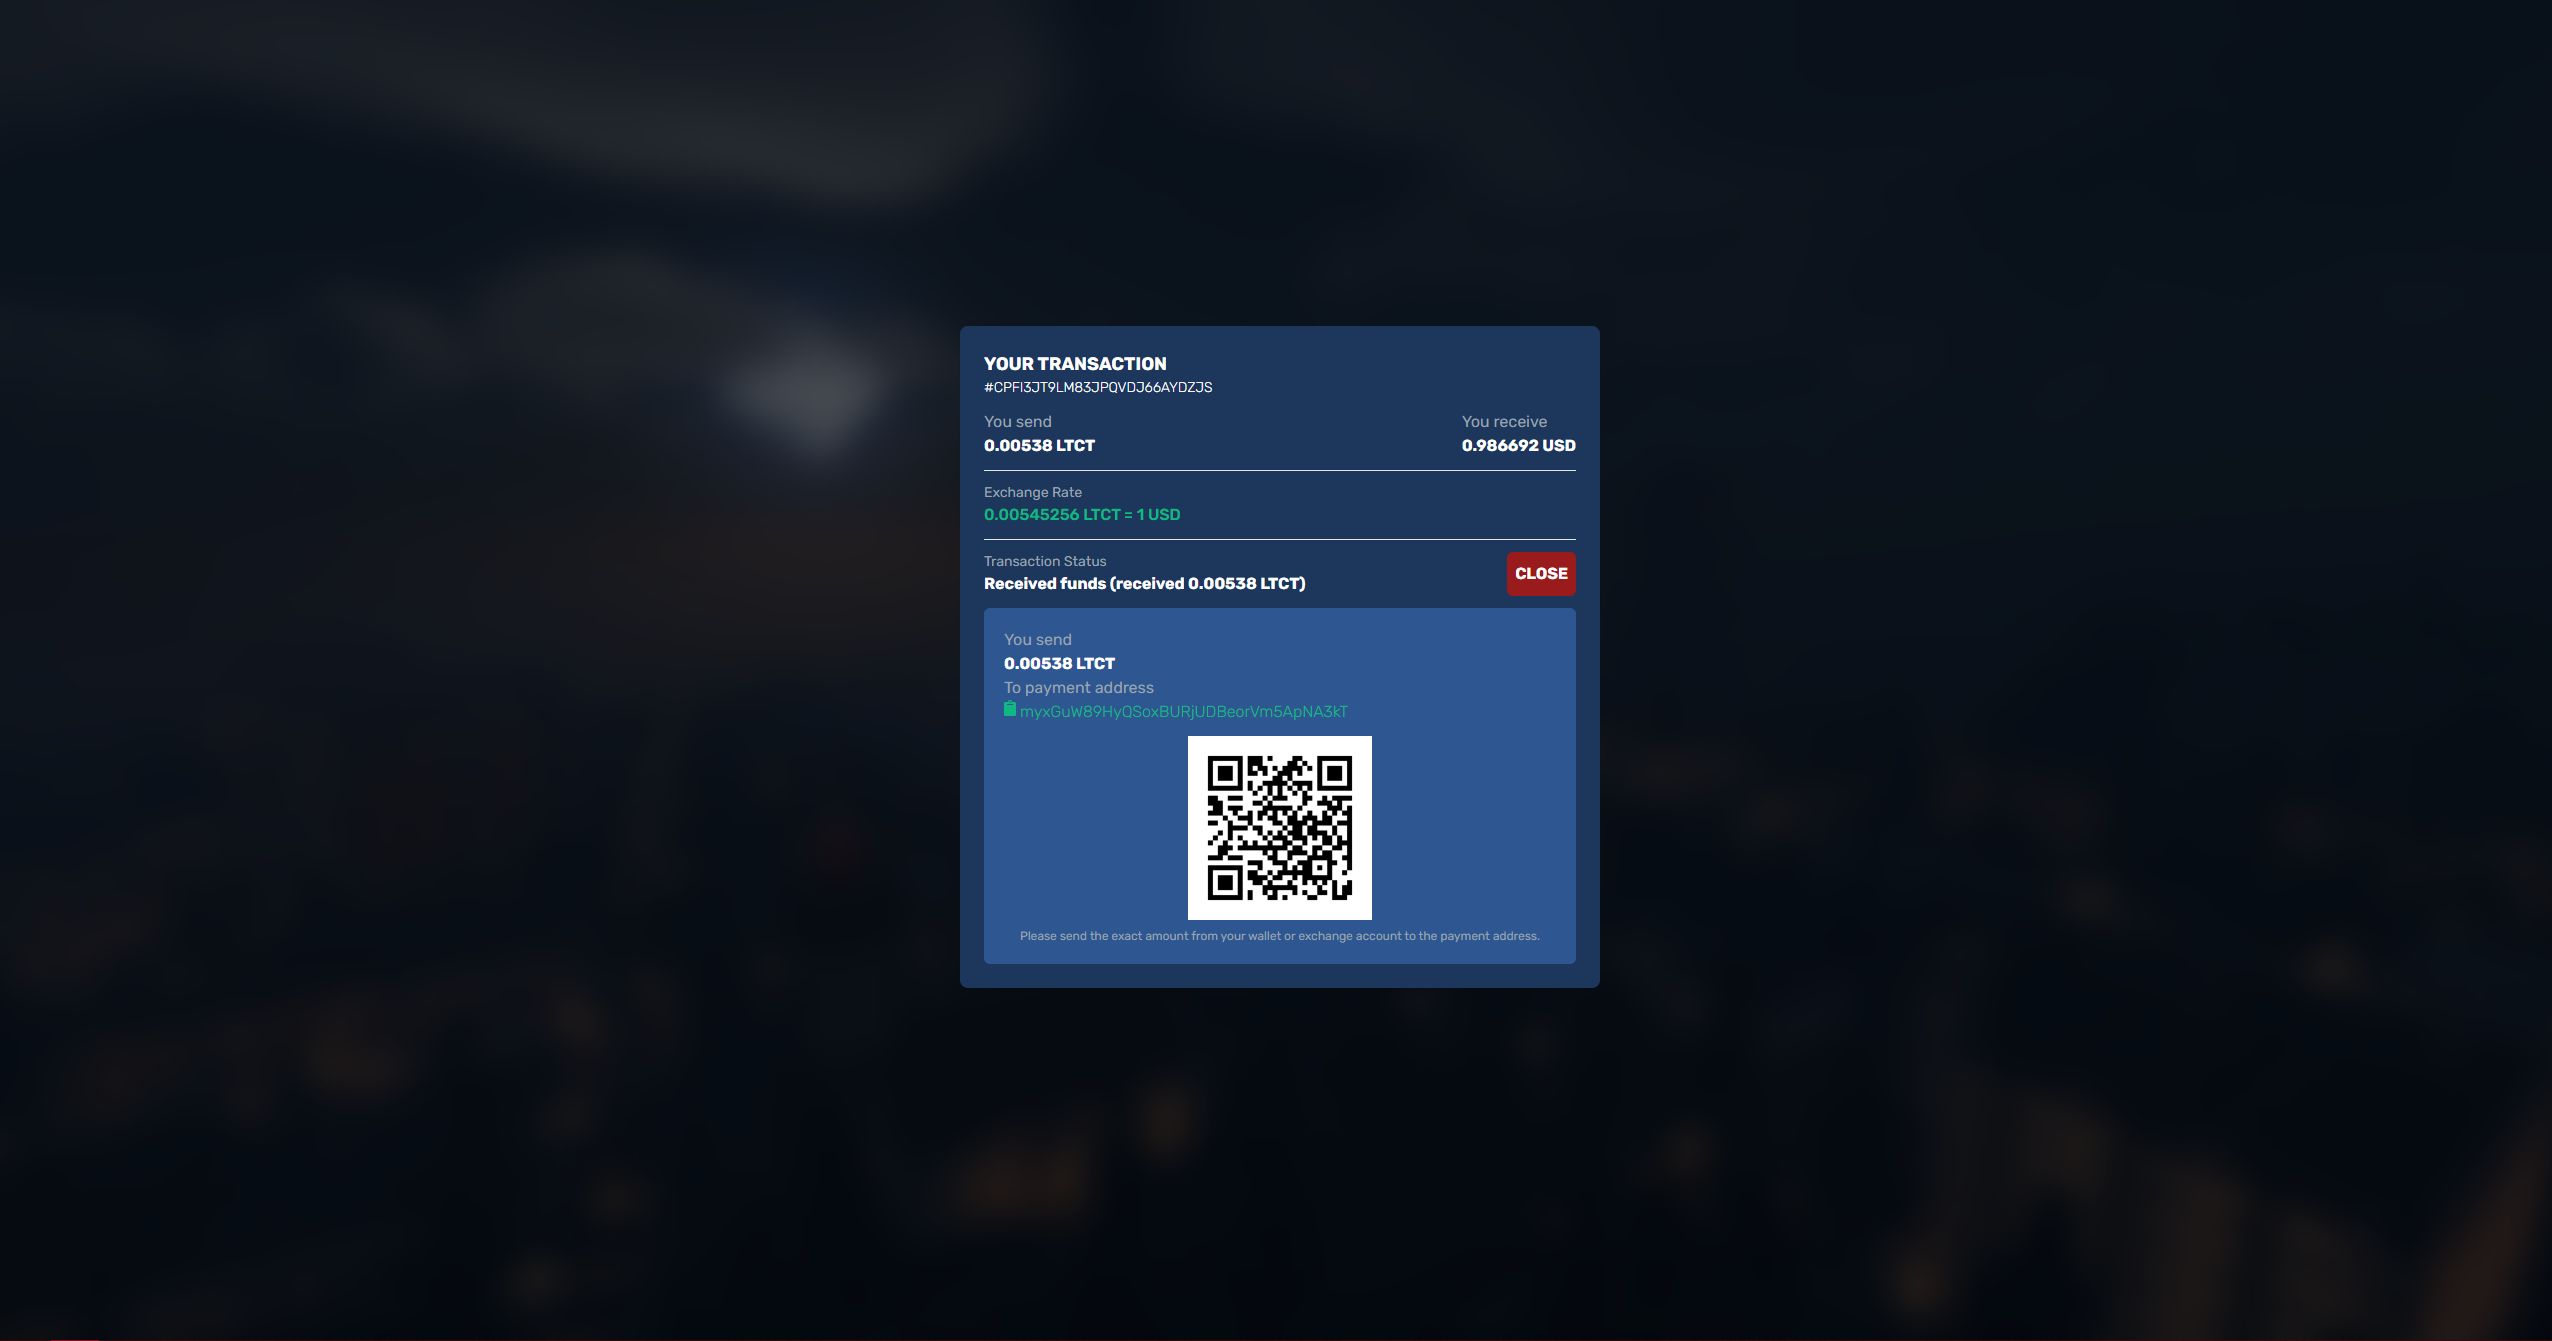 YOUR TRANSACTION
#CPFI3JT9LM83JPQVDJ66AYDZJS
You send
0.00538 LTCT
You receive
0.986692 USD
Exchange Rate
0.00545256 LTCT = 1 USD
Transaction Status
Received funds (received 0.00538 LTCT)
CLOSE
You send
0.00538 LTCT
To payment address
myxGuW89HyQSoxBURjUDBeorVm5ApNA3kT
Please send the exact amount from your wallet or exchange account to the payment address.